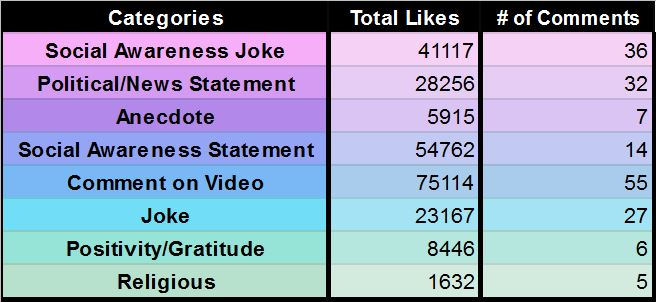 Categories Total Likes # of Comments
Social Awareness Joke 41117 36
Political/News Statement 28256 32
Anecdote 5915 7
Social Awareness Statement 54762 14
Comment on Video 75114 55
Joke 23167 27
Positivity/Gratitude 8446 6
Religious 1632 5